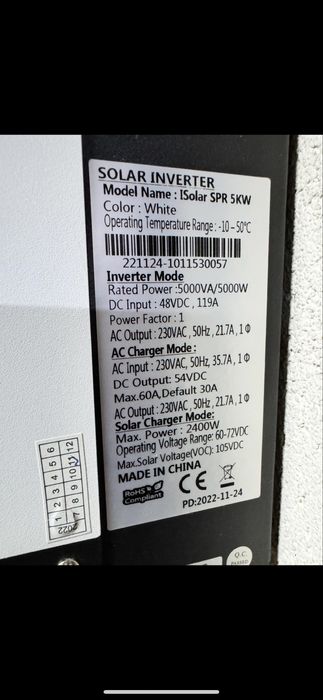 SOLAR INVERTER
Model Name : ISolar SPR 5KW
Color : White
Operating Temperature Range : -10 ~ 50℃
221124-1011530057
Inverter Mode
Rated Power :5000VA/5000W
DC Input : 48VDC , 119A
Power Factor : 1
AC Output : 230VAC , 50Hz , 21.7A , 1Φ
AC Charger Mode :
AC Input : 230VAC, 50Hz, 35.7A , 1Φ
DC Output: 54VDC
Max.60A,Default 30A
AC Output : 230VAC , 50Hz , 21.7A , 1Φ
Solar Charger Mode:
Max. Power : 2400W
Operating Voltage Range: 60-72VDC
Max.Solar Voltage(VOC): 105VDC
MADE IN CHINA
RoHS
Compliant
CE
PD:2022-11-24
1 2 3 4 5 6
7 8 9 10 11 12
2022
Q.C.
PASSED